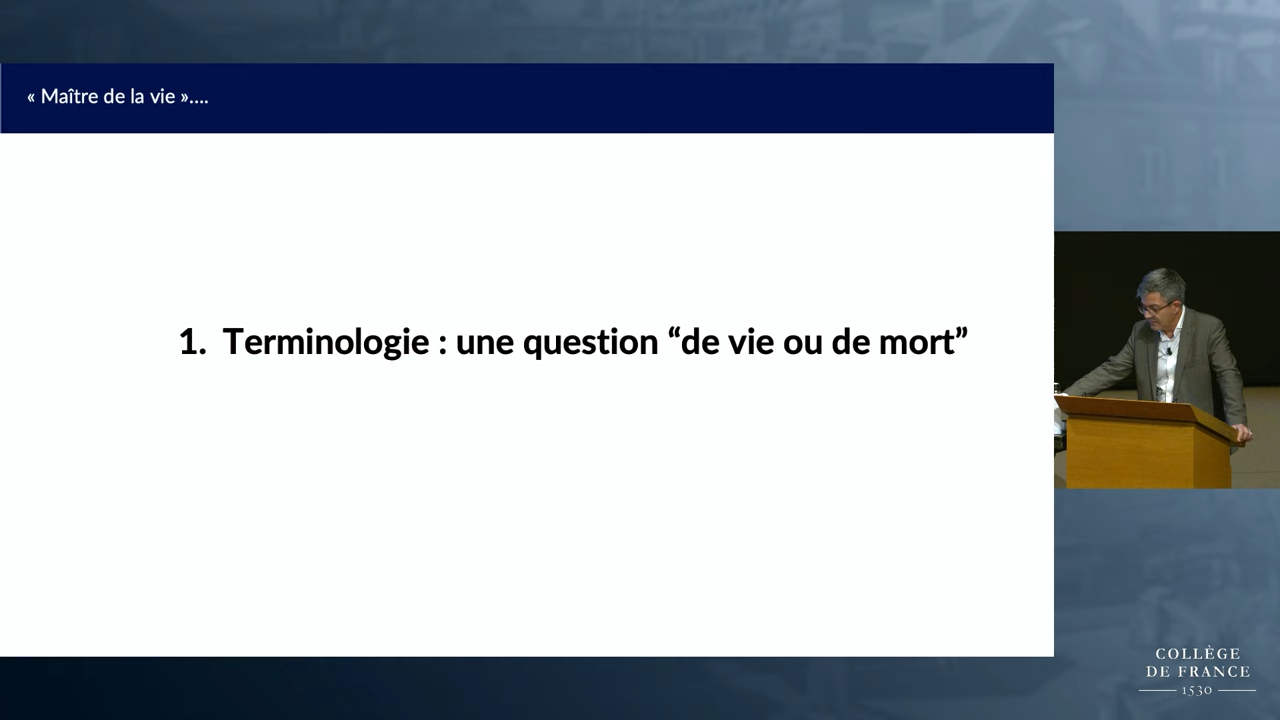 « Maître de la vie »....
1. Terminologie : une question “de vie ou de mort”
COLLÈGE
DE FRANCE
1530